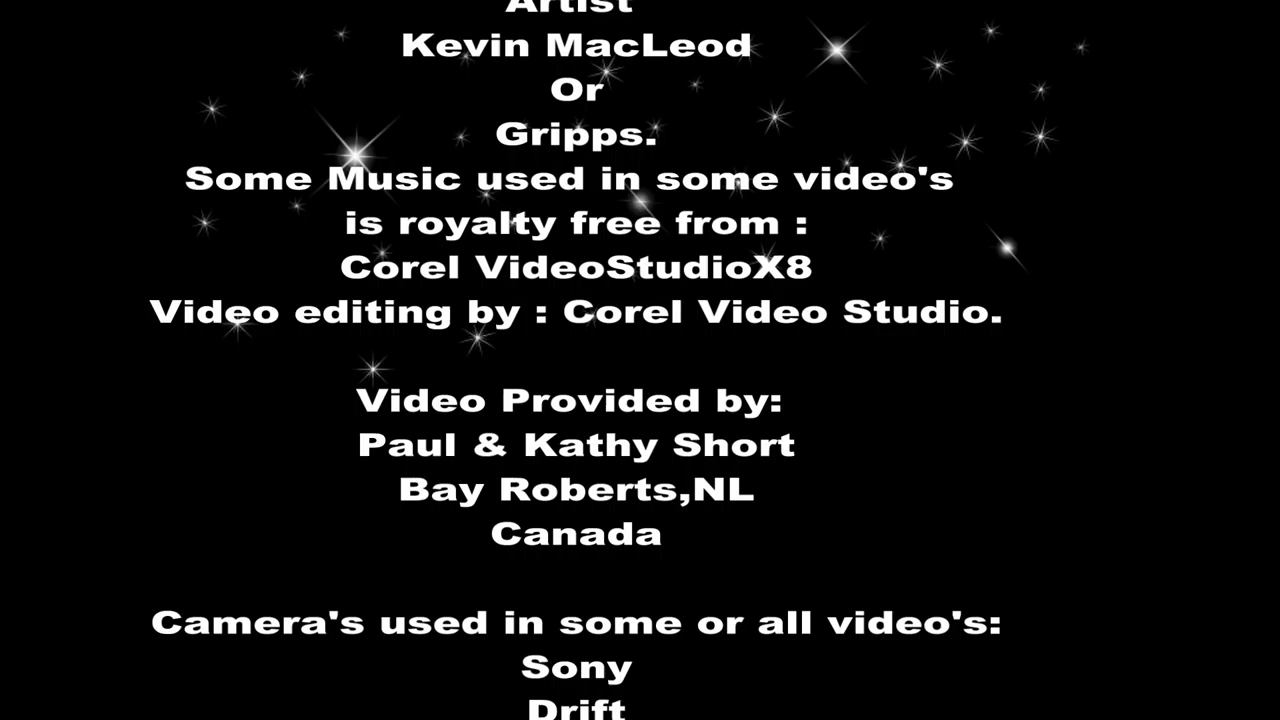 Artist
Kevin MacLeod
Or
Gripps.
Some Music used in some video's
is royalty free from :
Corel VideoStudioX8
Video editing by : Corel Video Studio.
Video Provided by:
Paul & Kathy Short
Bay Roberts,NL
Canada
Camera's used in some or all video's:
Sony
Drift